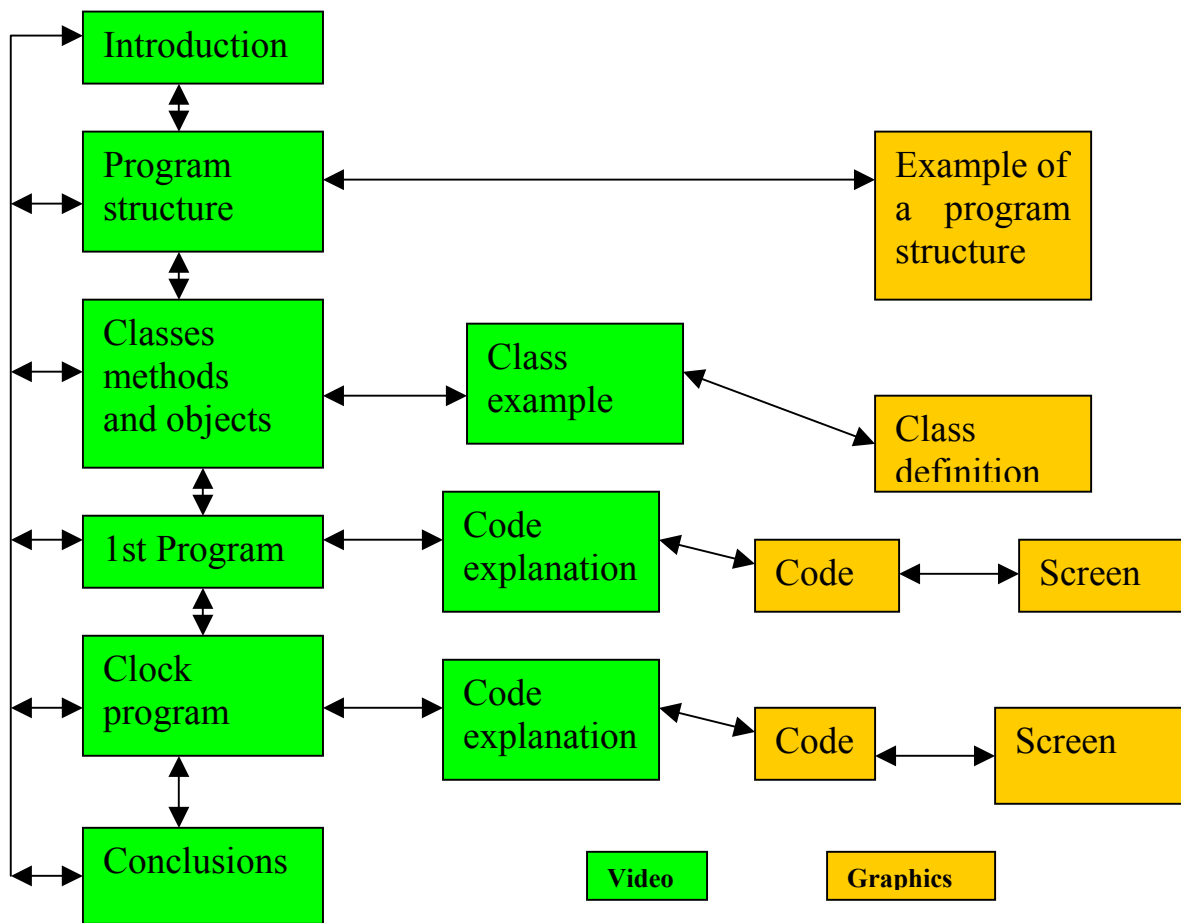 Introduction
Program
structure
Example of
a program
structure
Classes
methods
and objects
Class
example
Class
definition
1st Program
Code
explanation
Code
Screen
Clock
program
Code
explanation
Code
Screen
Conclusions
Video
Graphics